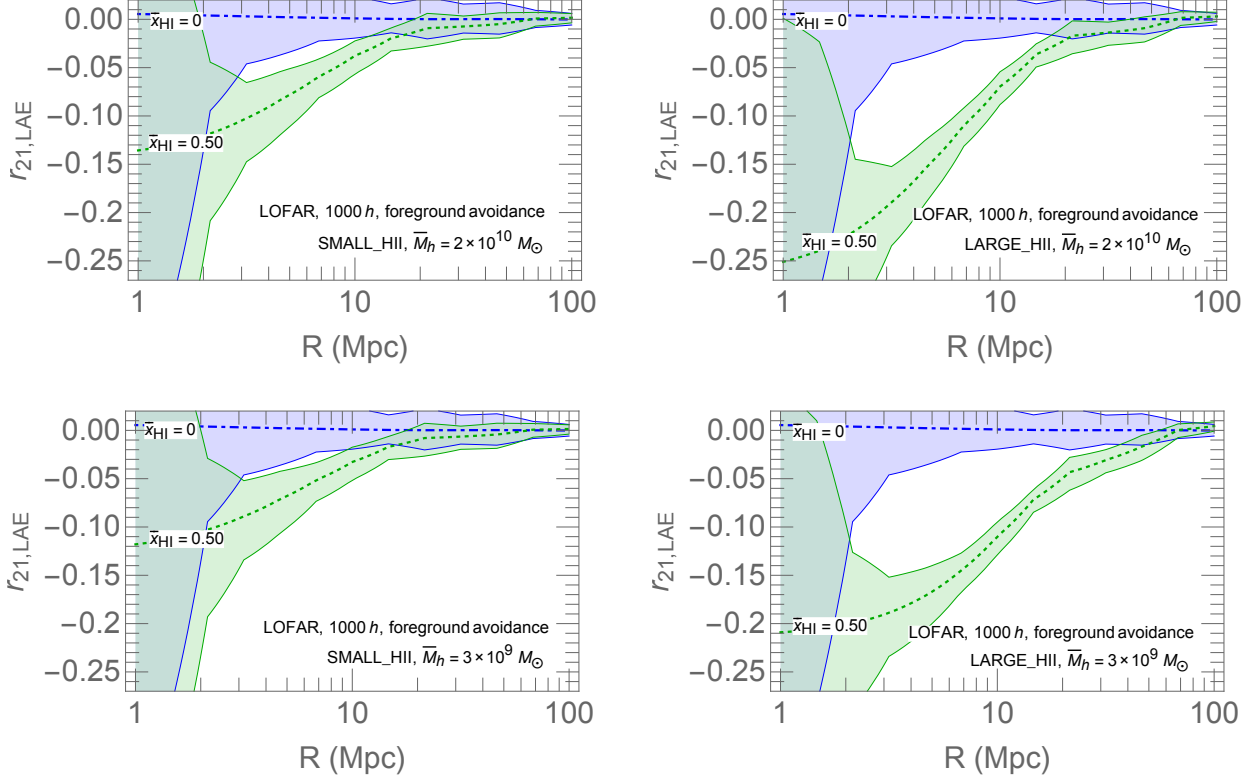 0.00
−0.05
−0.10
−0.15
−0.2
−0.25
r21,LAE
x̄HI = 0
x̄HI = 0.50
LOFAR, 1000 h, foreground avoidance
SMALL_HII, M̄h = 2 × 10^10 M⊙
1 10 100
R (Mpc)
0.00
−0.05
−0.10
−0.15
−0.2
−0.25
r21,LAE
x̄HI = 0
x̄HI = 0.50
LOFAR, 1000 h, foreground avoidance
LARGE_HII, M̄h = 2 × 10^10 M⊙
1 10 100
R (Mpc)
0.00
−0.05
−0.10
−0.15
−0.2
−0.25
r21,LAE
x̄HI = 0
x̄HI = 0.50
LOFAR, 1000 h, foreground avoidance
SMALL_HII, M̄h = 3 × 10^9 M⊙
1 10 100
R (Mpc)
0.00
−0.05
−0.10
−0.15
−0.2
−0.25
r21,LAE
x̄HI = 0
x̄HI = 0.50
LOFAR, 1000 h, foreground avoidance
LARGE_HII, M̄h = 3 × 10^9 M⊙
1 10 100
R (Mpc)